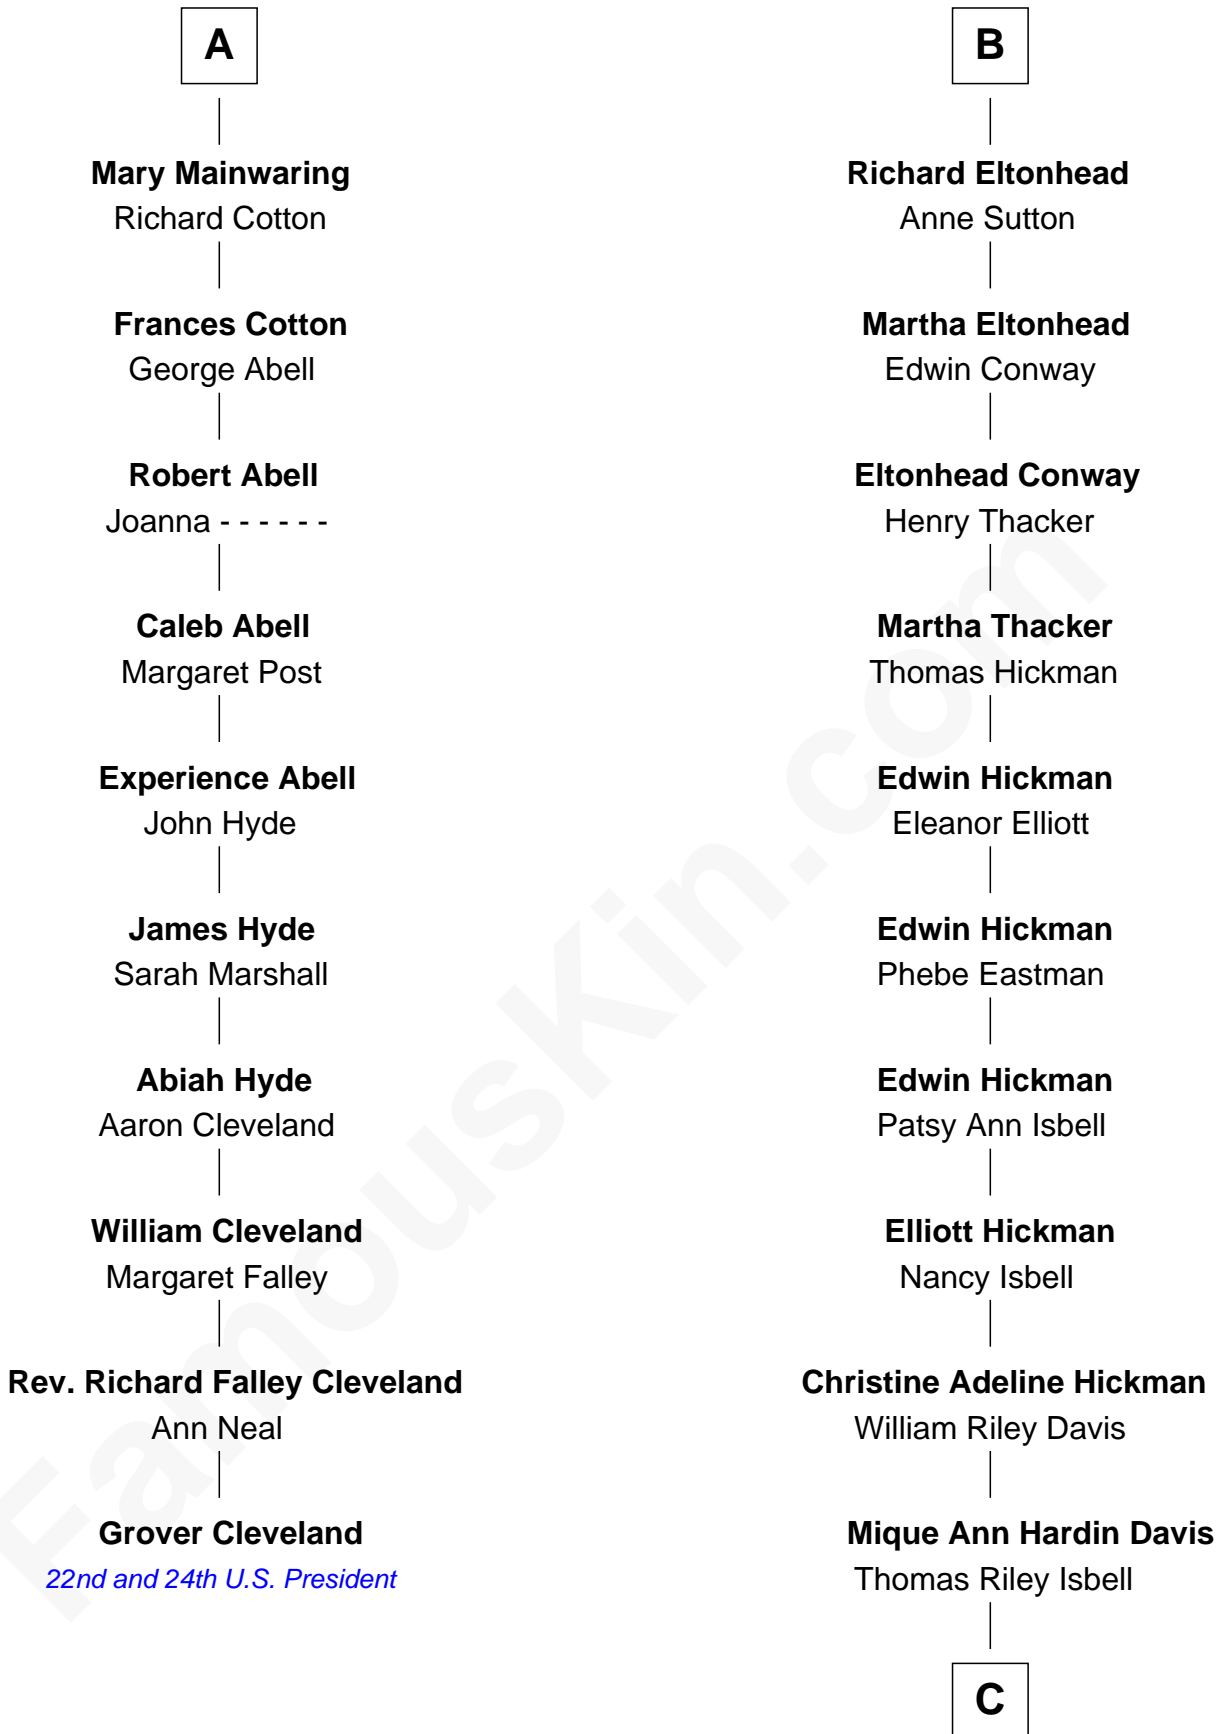 A
Mary Mainwaring
Richard Cotton
Frances Cotton
George Abell
Robert Abell
Joanna - - - - - -
Caleb Abell
Margaret Post
Experience Abell
John Hyde
James Hyde
Sarah Marshall
Abiah Hyde
Aaron Cleveland
William Cleveland
Margaret Falley
Rev. Richard Falley Cleveland
Ann Neal
Grover Cleveland
22nd and 24th U.S. President
B
Richard Eltonhead
Anne Sutton
Martha Eltonhead
Edwin Conway
Eltonhead Conway
Henry Thacker
Martha Thacker
Thomas Hickman
Edwin Hickman
Eleanor Elliott
Edwin Hickman
Phebe Eastman
Edwin Hickman
Patsy Ann Isbell
Elliott Hickman
Nancy Isbell
Christine Adeline Hickman
William Riley Davis
Mique Ann Hardin Davis
Thomas Riley Isbell
C
FamousKin.com